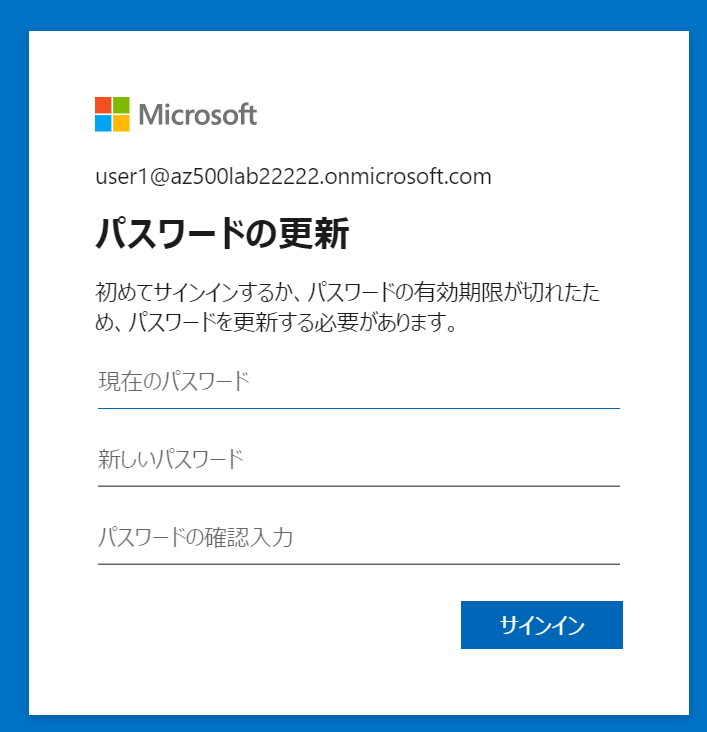 Microsoft
user1@az500lab22222.onmicrosoft.com
パスワードの更新
初めてサインインするか、パスワードの有効期限が切れたた
め、パスワードを更新する必要があります。
現在のパスワード
新しいパスワード
パスワードの確認入力
サインイン